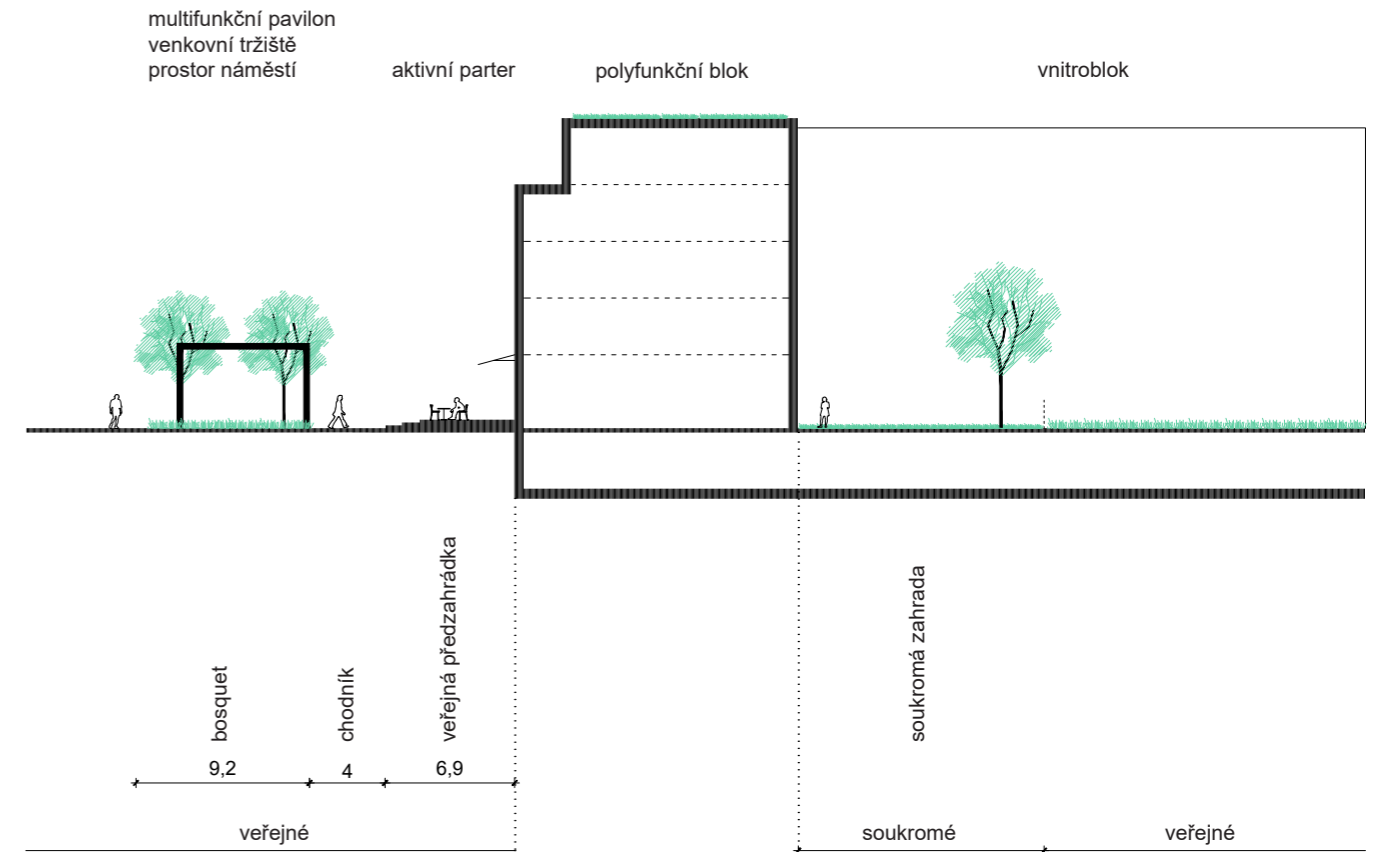 multifunkční pavilon
venkovní tržiště
prostor náměstí
aktivní parter
polyfunkční blok
vnitroblok
bosquet
chodník
veřejná předzahrádka
soukromá zahrada
9,2
4
6,9
veřejné
soukromé
veřejné